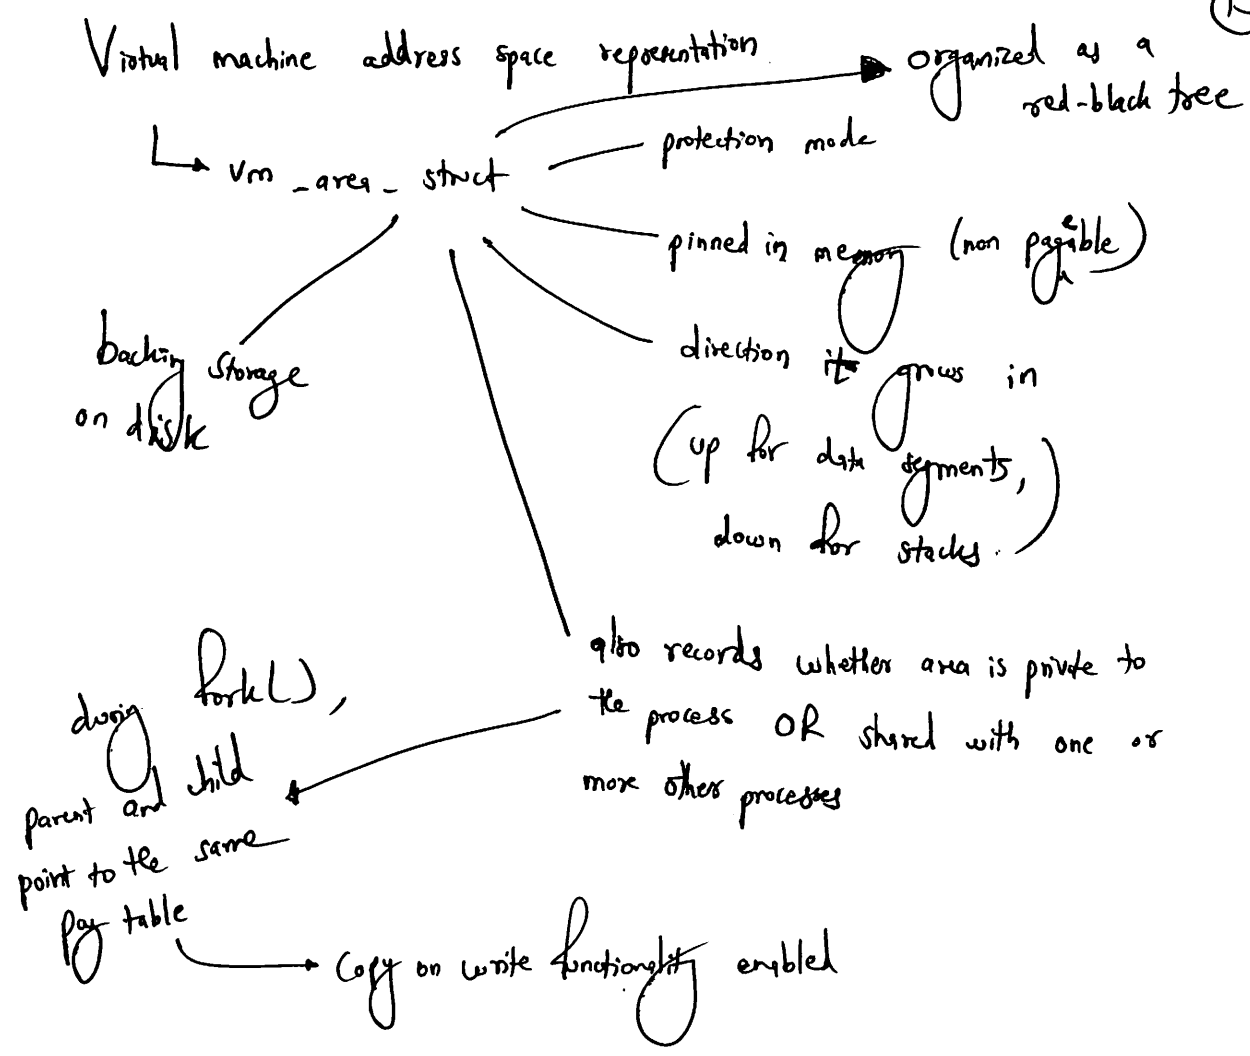 Virtual machine address space representation
organized as a
red-black tree
vm_area_struct
protection mode
pinned in memory (non pageable)
direction it grows in
(up for data segments,
down for stacks.)
backing storage
on disk
also records whether area is private to
the process OR shared with one or
more other processes
during fork(),
parent and child
point to the same
page table
Copy on write functionality enabled